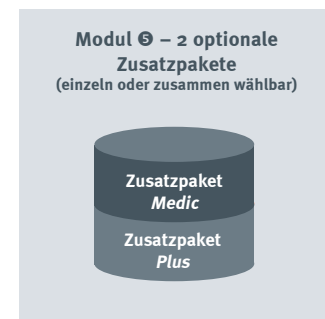 Modul ❺ – 2 optionale
Zusatzpakete
(einzeln oder zusammen wählbar)
Zusatzpaket
Medic
Zusatzpaket
Plus